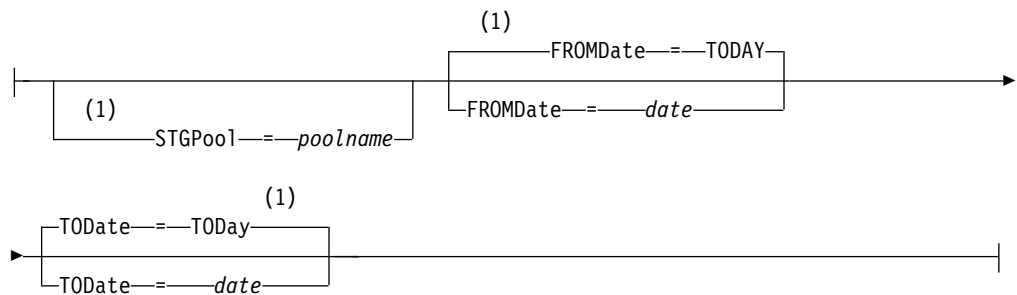 (1)
FROMDate = TODAY
FROMDate = date
(1)
STGPool = poolname
(1)
TODate = TODay
TODate = date